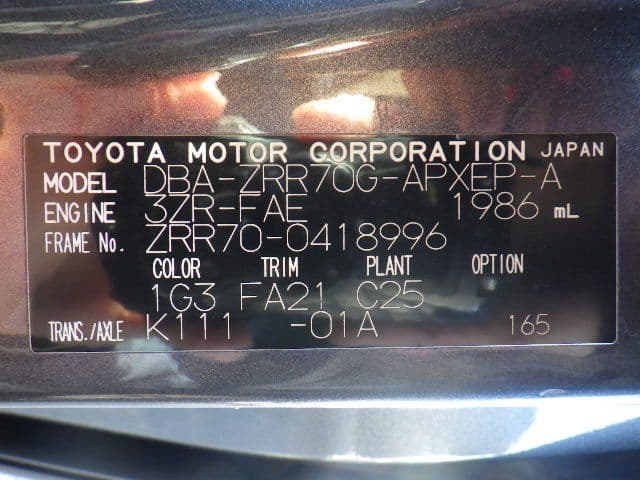 TOYOTA MOTOR CORPORATION JAPAN
MODEL DBA-ZRR70G-APXEP-A
ENGINE 3ZR-FAE 1986 mL
FRAME No. ZRR70-0418996
COLOR TRIM PLANT OPTION
1G3 FA21 C25
TRANS./AXLE K111 -01A 165